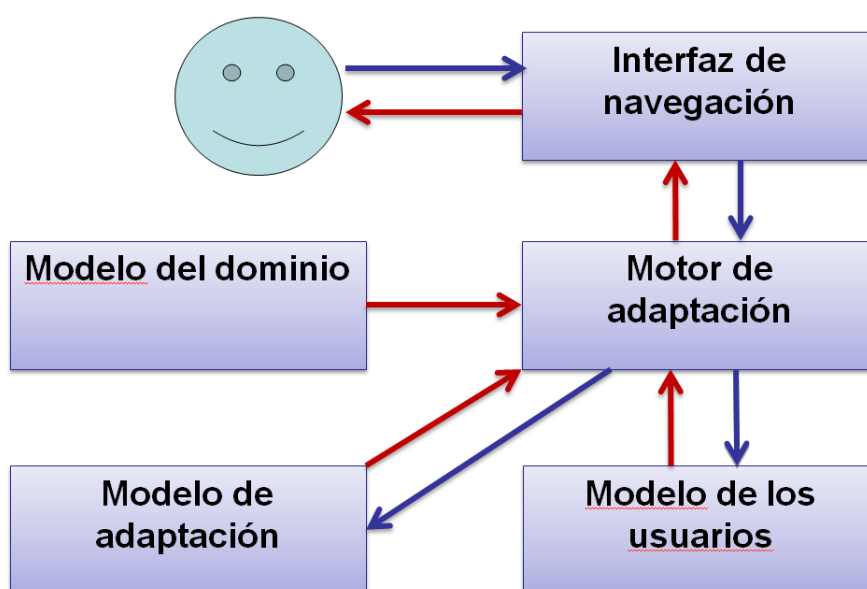 Interfaz de
navegación
Modelo del dominio
Motor de
adaptación
Modelo de
adaptación
Modelo de los
usuarios